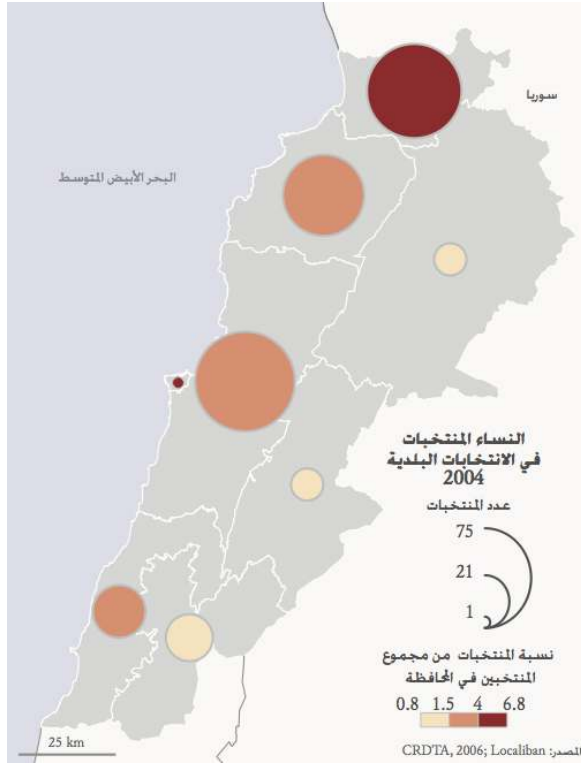 سوريا
البحر الأبيض المتوسط
النساء المنتخبات
في الانتخابات البلدية
2004
عدد المنتخبات
75
21
1
نسبة المنتخبات من مجموع
المنتخبين في المحافظة
0.8 1.5 4 6.8
25 km
المصدر: CRDTA, 2006; Localiban